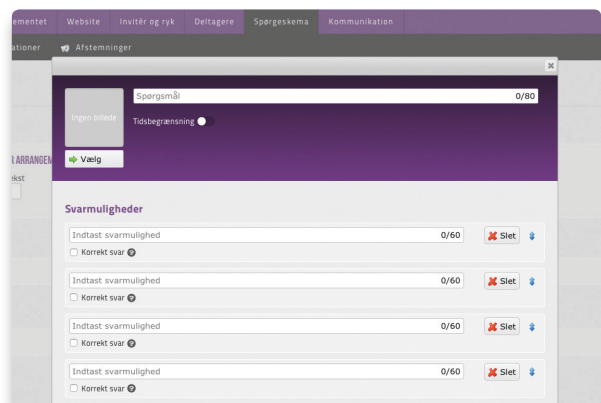 ementet Website Invitér og ryk Deltagere Spørgeskema Kommunikation
ationer Afstemninger
Spørgsmål 0/80
Ingen billede
Tidsbegrænsning
Vælg
R ARRANGEM
ekst
Svarmuligheder
Indtast svarmulighed 0/60 Slet
Korrekt svar
Indtast svarmulighed 0/60 Slet
Korrekt svar
Indtast svarmulighed 0/60 Slet
Korrekt svar
Indtast svarmulighed 0/60 Slet
Korrekt svar